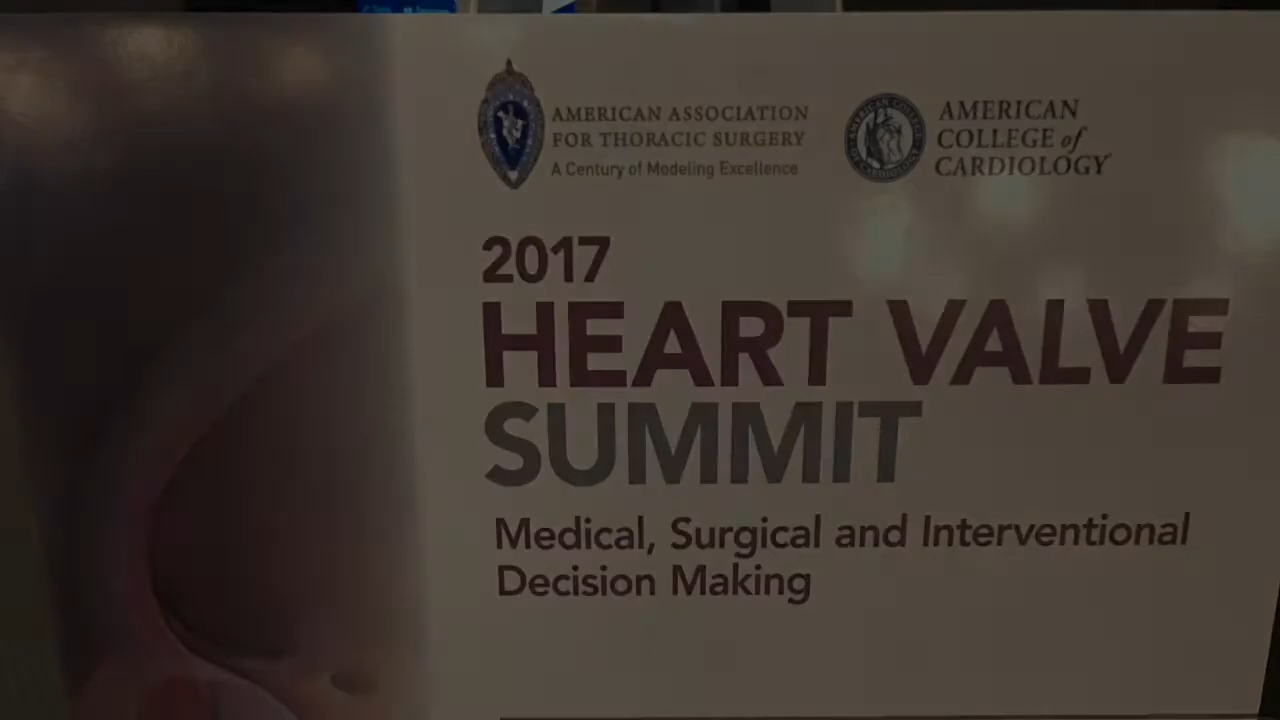 AMERICAN ASSOCIATION
FOR THORACIC SURGERY
A Century of Modeling Excellence
AMERICAN
COLLEGE of
CARDIOLOGY
2017
HEART VALVE
SUMMIT
Medical, Surgical and Interventional
Decision Making